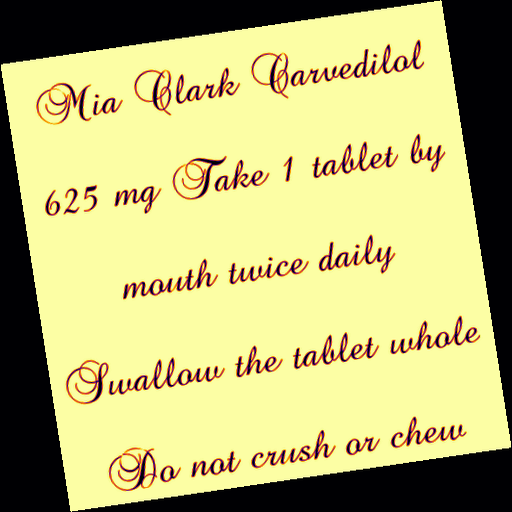 Mia Clark Carvedilol
625 mg Take 1 tablet by
mouth twice daily
Swallow the tablet whole
Do not crush or chew